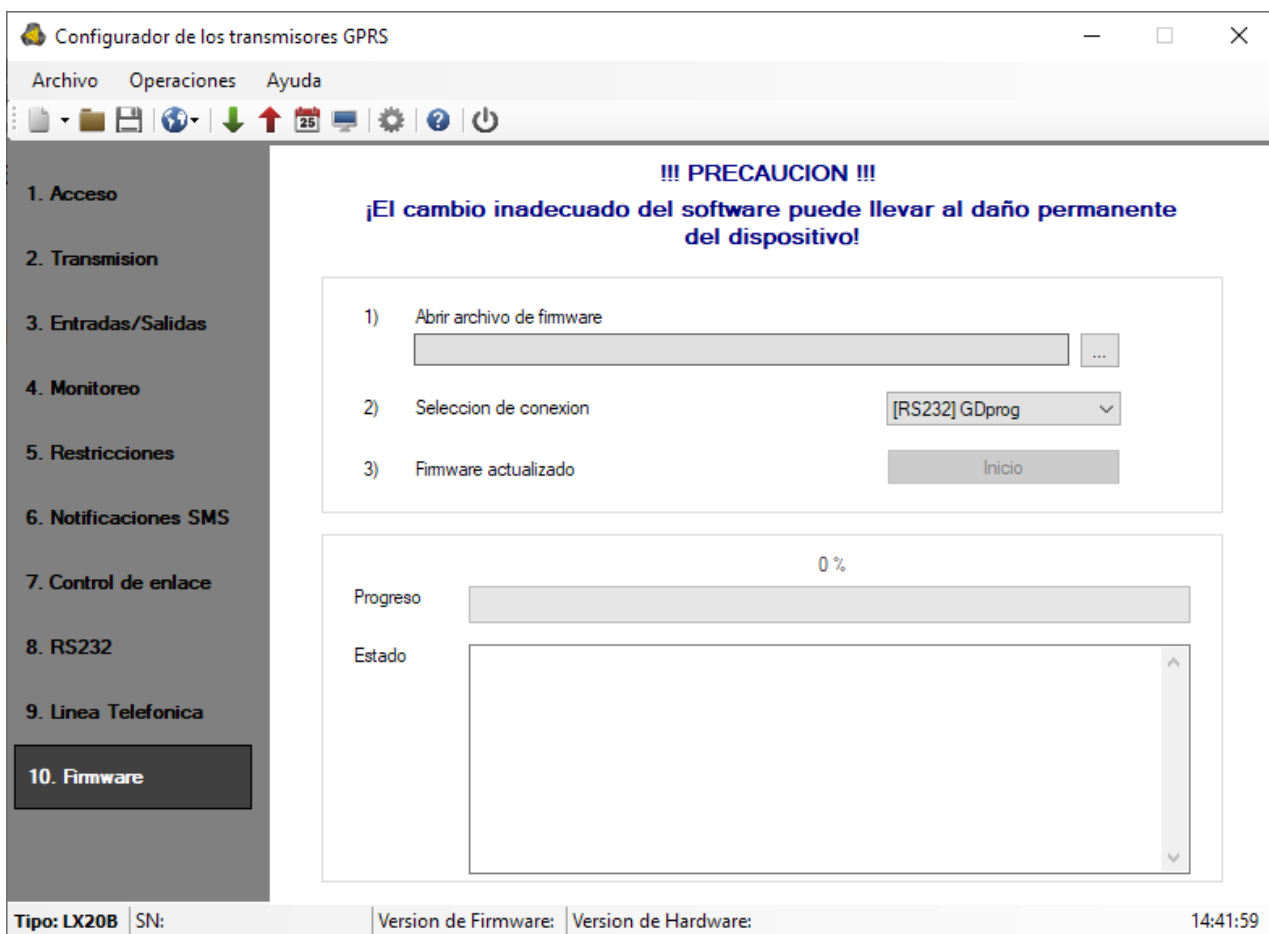 Configurador de los transmisores GPRS
Archivo Operaciones Ayuda
25
1. Acceso
2. Transmision
3. Entradas/Salidas
4. Monitoreo
5. Restricciones
6. Notificaciones SMS
7. Control de enlace
8. RS232
9. Linea Telefonica
10. Firmware
!!! PRECAUCION !!!
¡El cambio inadecuado del software puede llevar al daño permanente
del dispositivo!
1) Abrir archivo de firmware
...
2) Seleccion de conexion [RS232] GDprog
3) Firmware actualizado Inicio
0 %
Progreso
Estado
Tipo: LX20B SN: Version de Firmware: Version de Hardware: 14:41:59